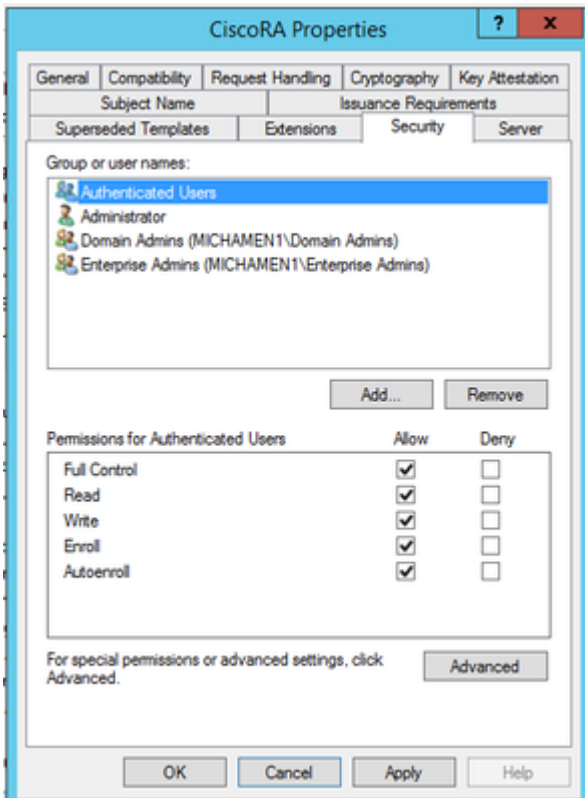 CiscoRA Properties
? x
General Compatibility Request Handling Cryptography Key Attestation
Subject Name Issuance Requirements
Superseded Templates Extensions Security Server
Group or user names:
Authenticated Users
Administrator
Domain Admins (MICHAMEN1\Domain Admins)
Enterprise Admins (MICHAMEN1\Enterprise Admins)
Add... Remove
Permissions for Authenticated Users Allow Deny
Full Control
Read
Write
Enroll
Autoenroll
For special permissions or advanced settings, click
Advanced.
Advanced
OK Cancel Apply Help